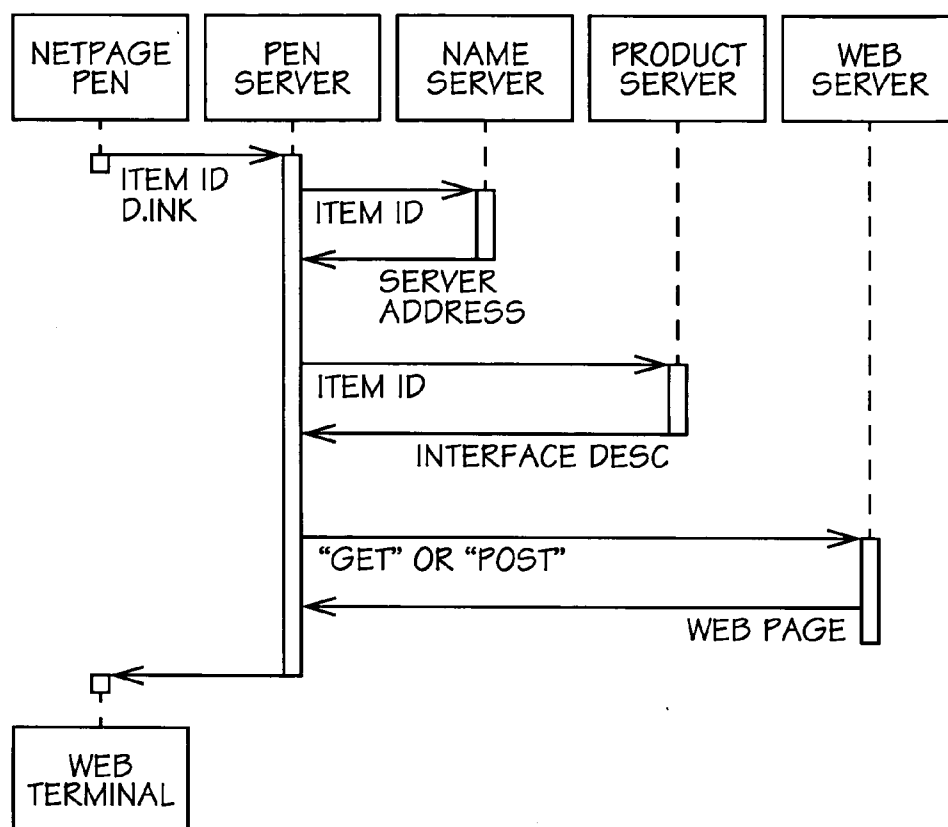 NETPAGE
PEN
PEN
SERVER
NAME
SERVER
PRODUCT
SERVER
WEB
SERVER
ITEM ID
D.INK
ITEM ID
SERVER
ADDRESS
ITEM ID
INTERFACE DESC
“GET” OR “POST”
WEB PAGE
WEB
TERMINAL